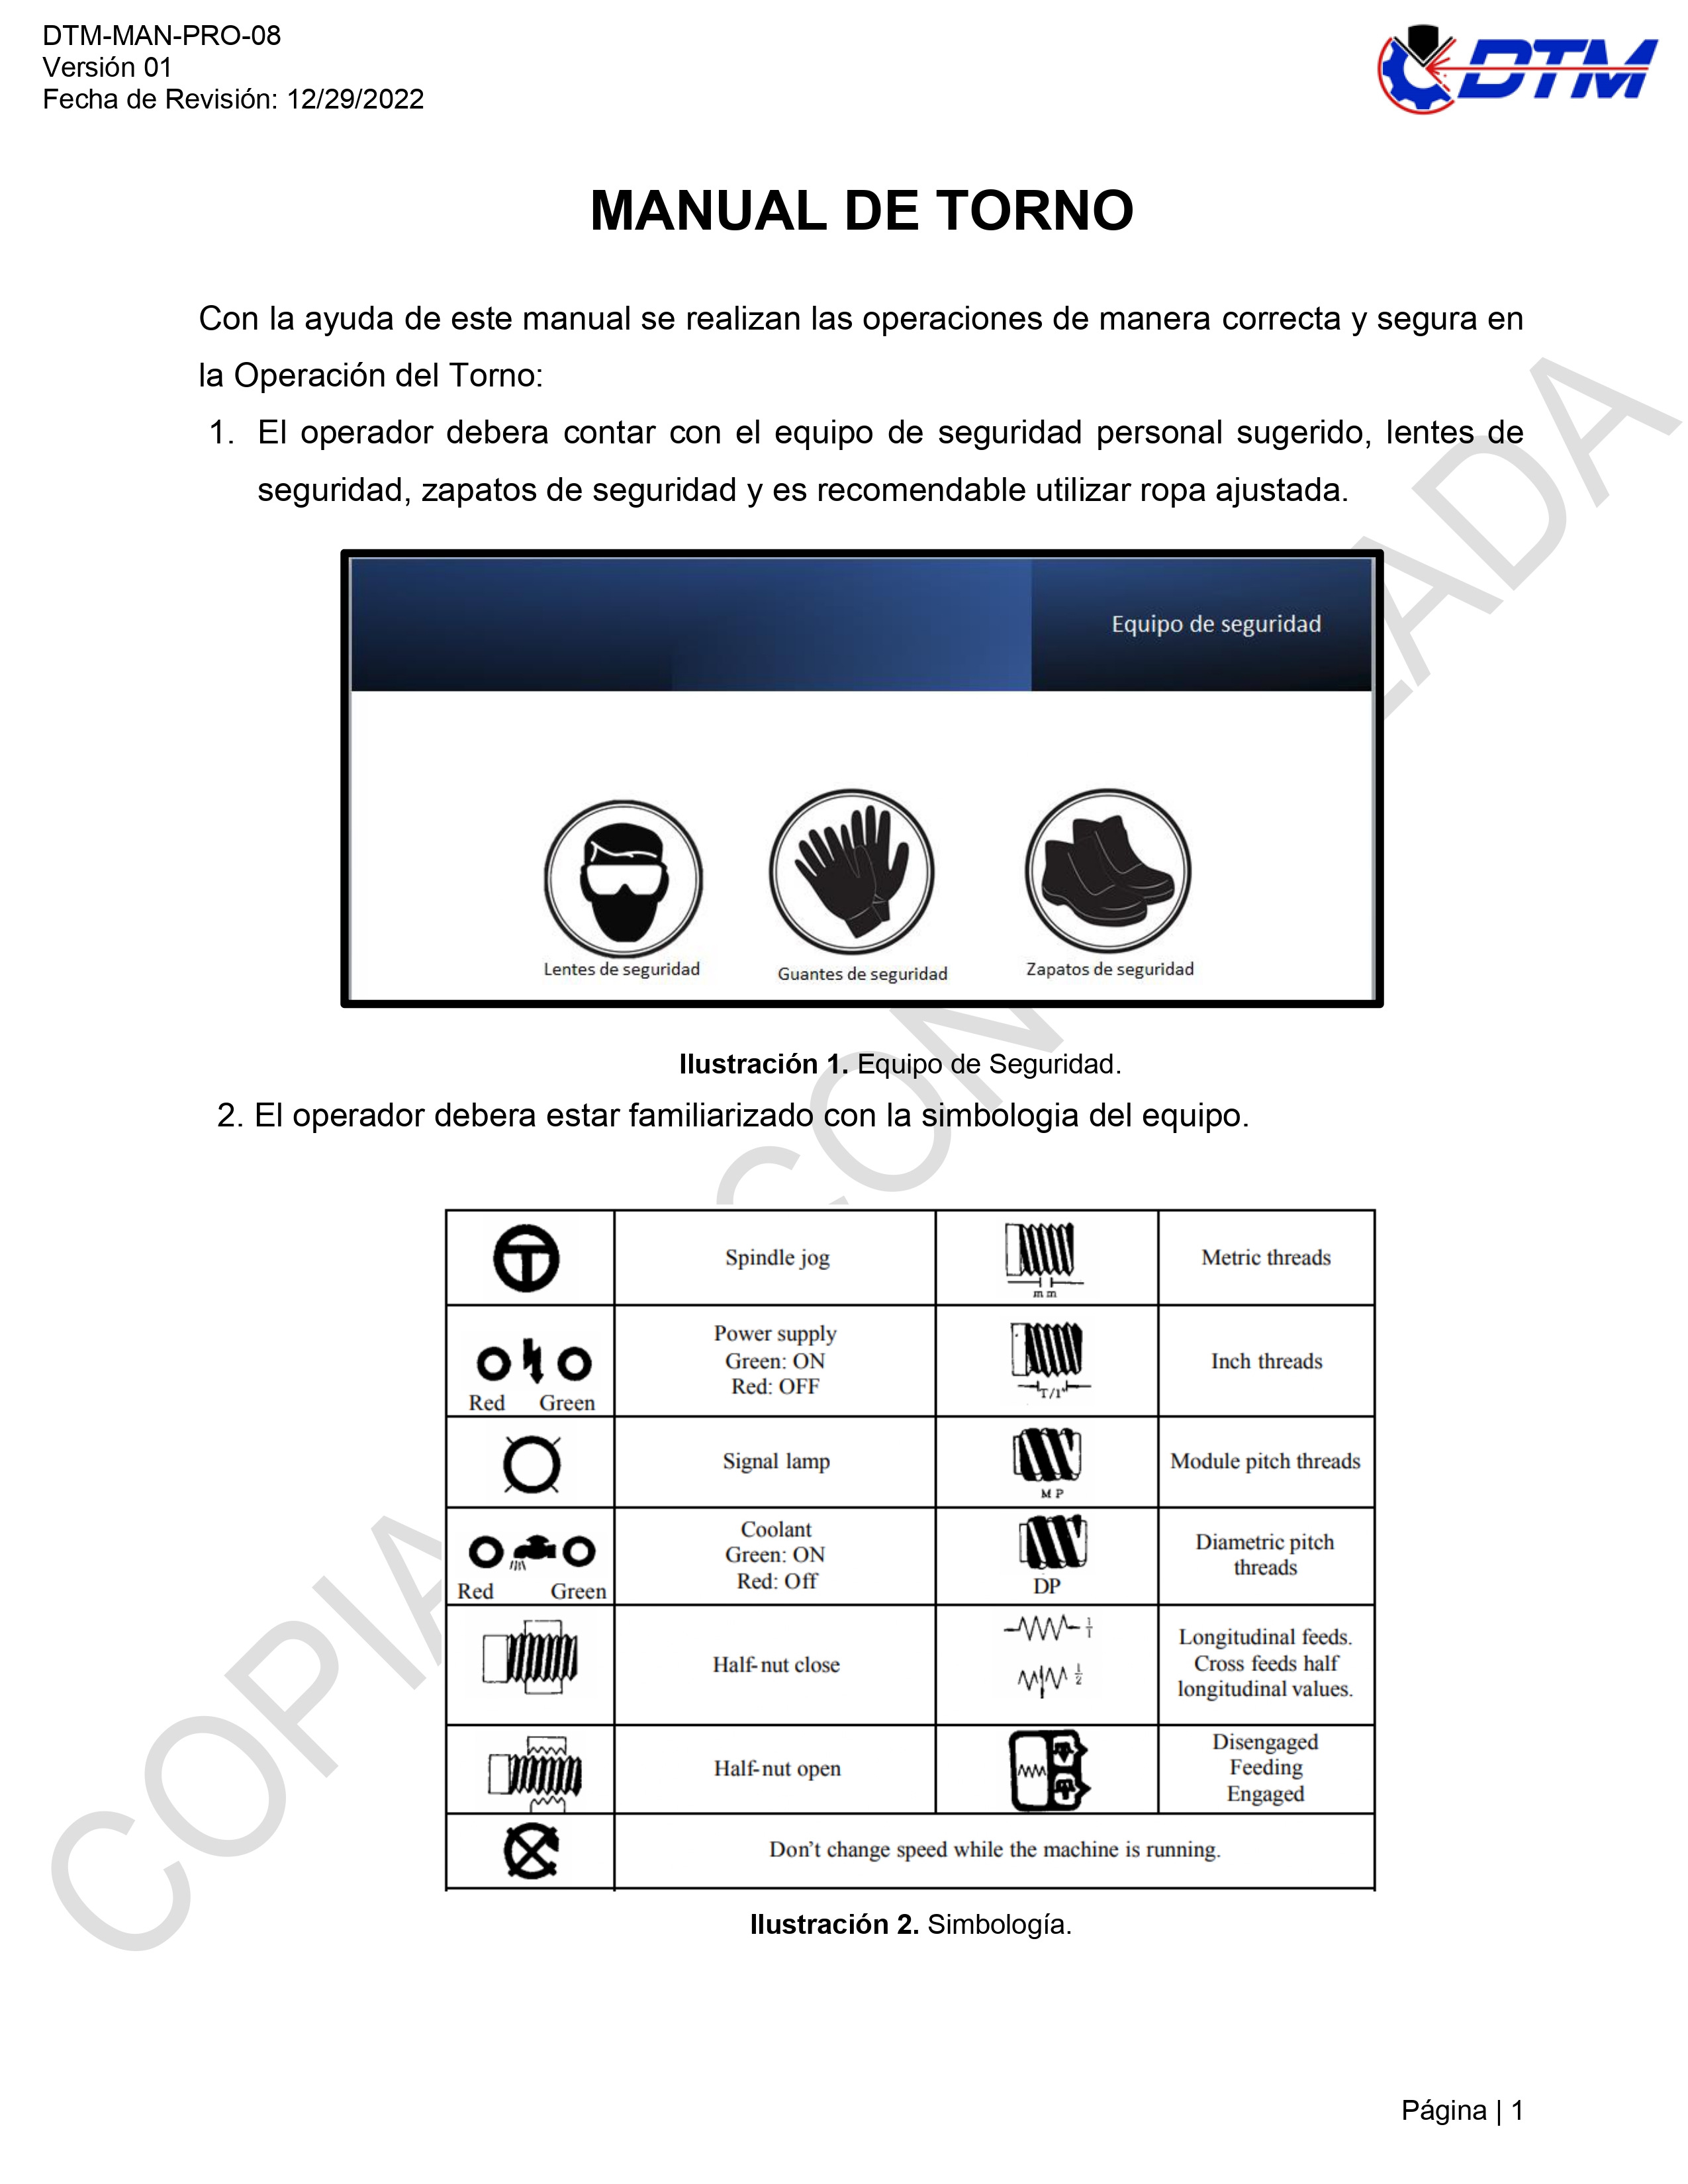 DTM-MAN-PRO-08
Versión 01
Fecha de Revisión: 12/29/2022
DTM
MANUAL DE TORNO
Con la ayuda de este manual se realizan las operaciones de manera correcta y segura en
la Operación del Torno:
1. El operador debera contar con el equipo de seguridad personal sugerido, lentes de
seguridad, zapatos de seguridad y es recomendable utilizar ropa ajustada.
Equipo de seguridad
Lentes de seguridad
Guantes de seguridad
Zapatos de seguridad
Ilustración 1. Equipo de Seguridad.
2. El operador debera estar familiarizado con la simbologia del equipo.
Spindle jog
mm
Metric threads
Red Green
Power supply
Green: ON
Red: OFF
T/1"
Inch threads
Signal lamp
MP
Module pitch threads
Red Green
Coolant
Green: ON
Red: Off
DP
Diametric pitch
threads
Half-nut close
1/1
1/2
Longitudinal feeds.
Cross feeds half
longitudinal values.
Half-nut open
Disengaged
Feeding
Engaged
Don't change speed while the machine is running.
Ilustración 2. Simbología.
Página | 1